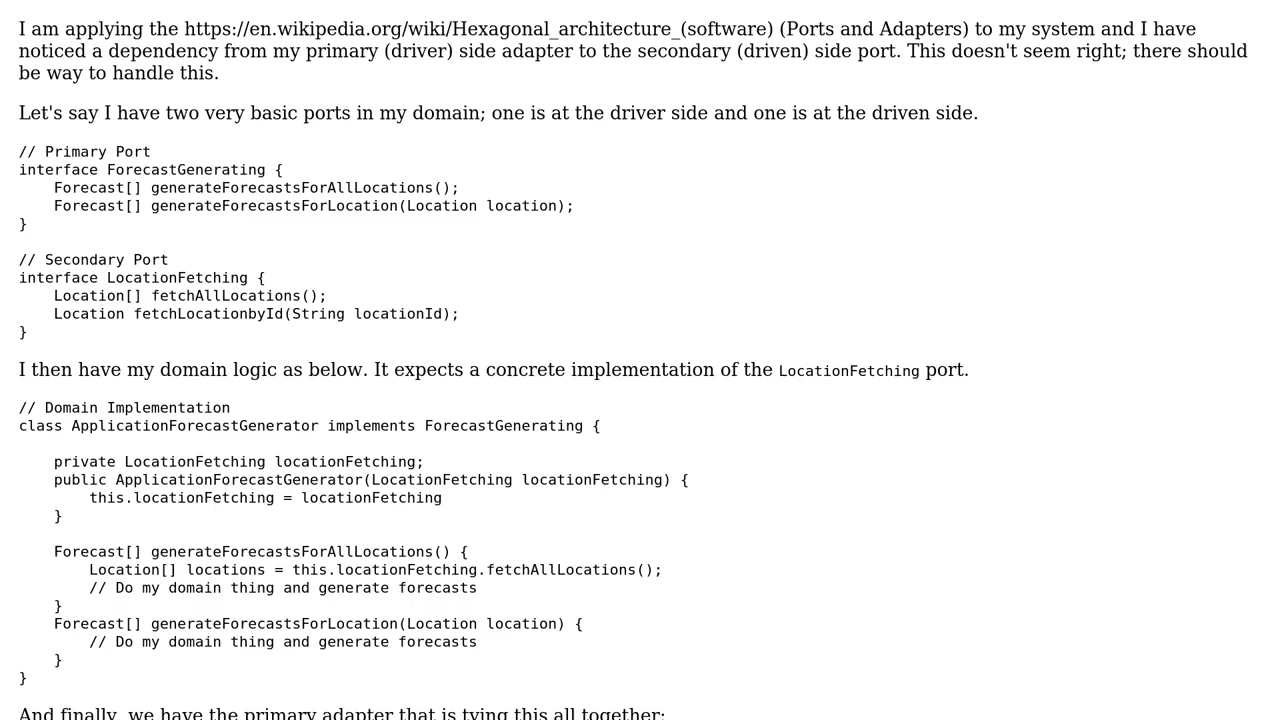 I am applying the https://en.wikipedia.org/wiki/Hexagonal_architecture_(software) (Ports and Adapters) to my system and I have
noticed a dependency from my primary (driver) side adapter to the secondary (driven) side port. This doesn't seem right; there should
be way to handle this.
Let's say I have two very basic ports in my domain; one is at the driver side and one is at the driven side.
// Primary Port
interface ForecastGenerating {
    Forecast[] generateForecastsForAllLocations();
    Forecast[] generateForecastsForLocation(Location location);
}
// Secondary Port
interface LocationFetching {
    Location[] fetchAllLocations();
    Location fetchLocationbyId(String locationId);
}
I then have my domain logic as below. It expects a concrete implementation of the LocationFetching port.
// Domain Implementation
class ApplicationForecastGenerator implements ForecastGenerating {
    private LocationFetching locationFetching;
    public ApplicationForecastGenerator(LocationFetching locationFetching) {
        this.locationFetching = locationFetching
    }
    Forecast[] generateForecastsForAllLocations() {
        Location[] locations = this.locationFetching.fetchAllLocations();
        // Do my domain thing and generate forecasts
    }
    Forecast[] generateForecastsForLocation(Location location) {
        // Do my domain thing and generate forecasts
    }
}
And finally, we have the primary adapter that is tying this all together: